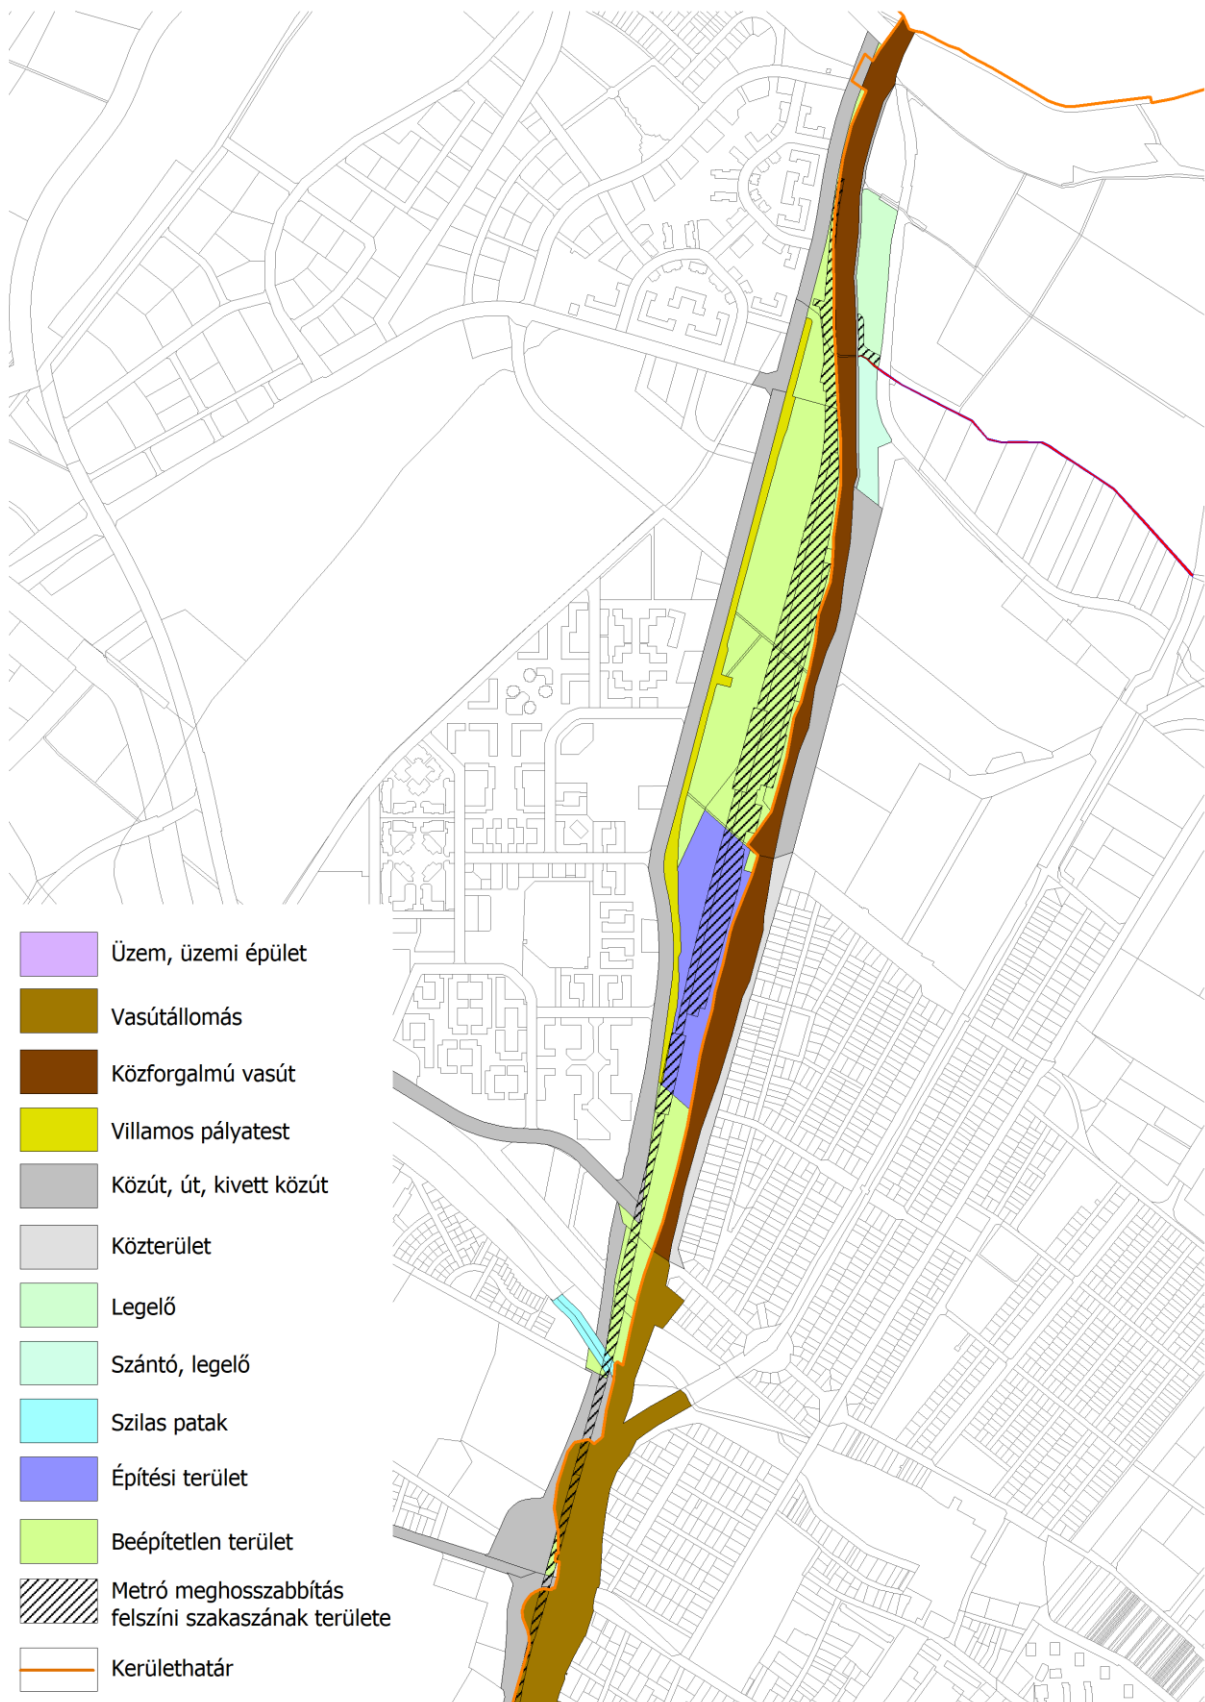 Üzem, üzemi épület
Vasútállomás
Közforgalmú vasút
Villamos pályatest
Közút, út, kivett közút
Közterület
Legelő
Szántó, legelő
Szilas patak
Építési terület
Beépítetlen terület
Metró meghosszabbítás
felszíni szakaszának területe
Kerülethatár